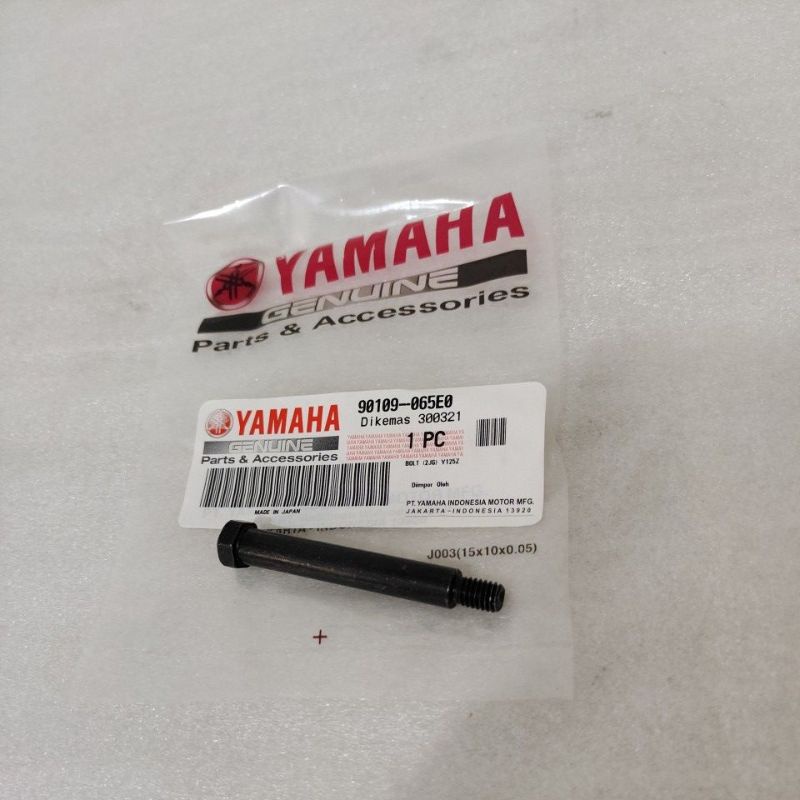 YAMAHA
GENUINE
Parts & Accessories
YAMAHA
GENUINE
Parts & Accessories
90109-065E0
Dikemas 300321
1 PC
BOLT (2JG) Y125Z
MADE IN JAPAN
Diimpor Oleh
PT. YAMAHA INDONESIA MOTOR MFG.
JAKARTA-INDONESIA 13920
J003(15x10x0.05)